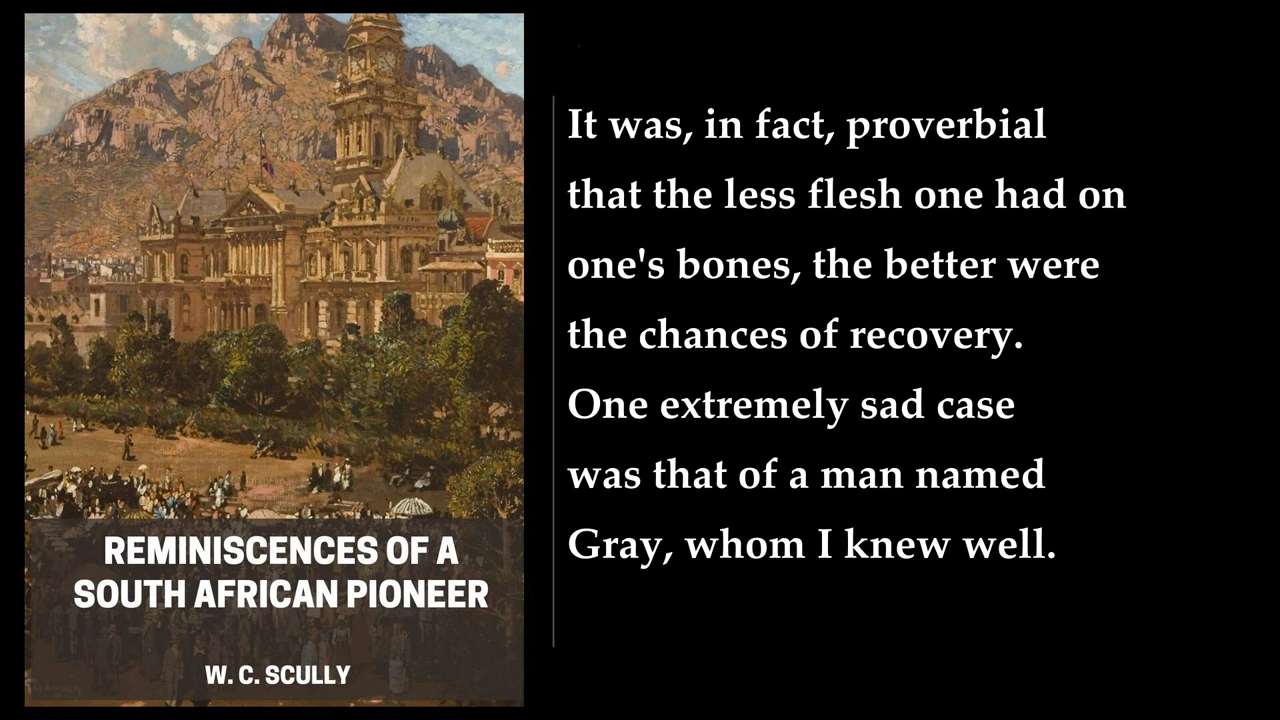 REMINISCENCES OF A
SOUTH AFRICAN PIONEER
W. C. SCULLY
It was, in fact, proverbial
that the less flesh one had on
one's bones, the better were
the chances of recovery.
One extremely sad case
was that of a man named
Gray, whom I knew well.